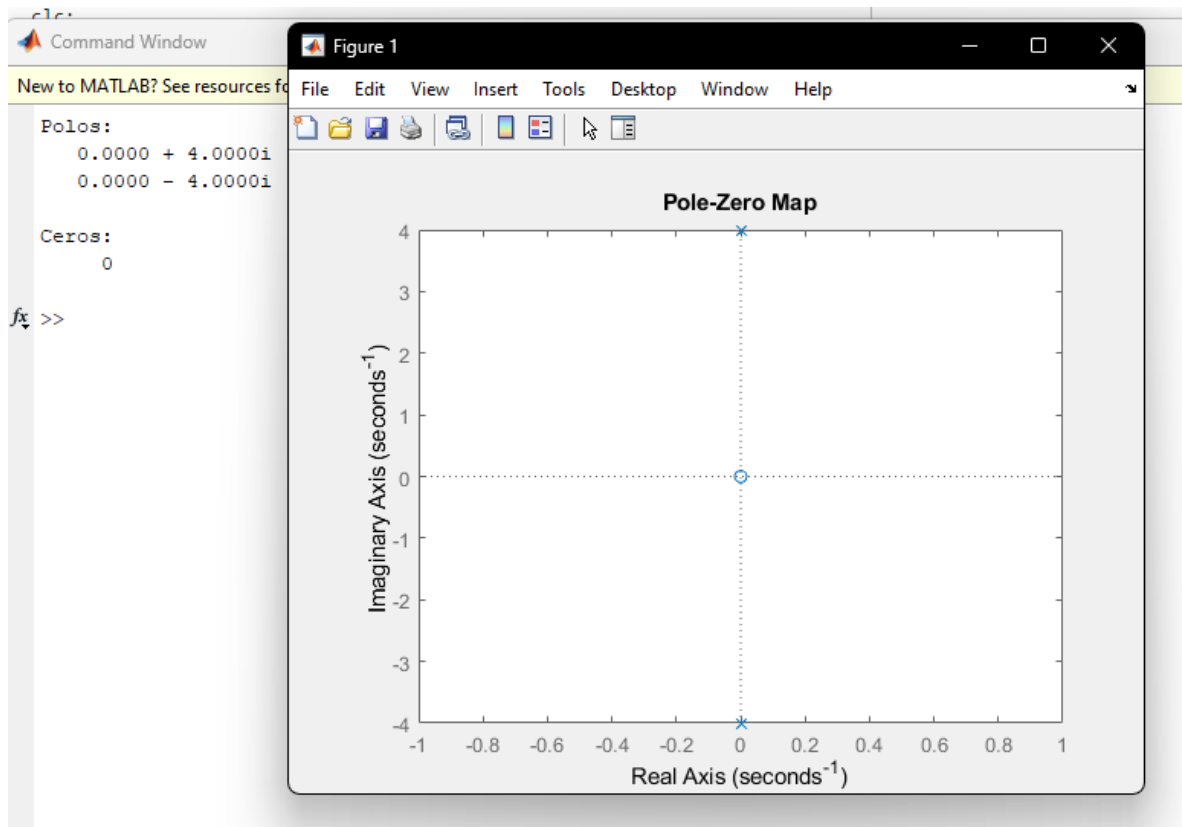 clc:
Command Window
New to MATLAB? See resources fo
Polos:
0.0000 + 4.0000i
0.0000 - 4.0000i
Ceros:
0
fx >>
Figure 1
File Edit View Insert Tools Desktop Window Help
Pole-Zero Map
4
3
2
1
0
-1
-2
-3
-4
Imaginary Axis (seconds⁻¹)
-1 -0.8 -0.6 -0.4 -0.2 0 0.2 0.4 0.6 0.8 1
Real Axis (seconds⁻¹)